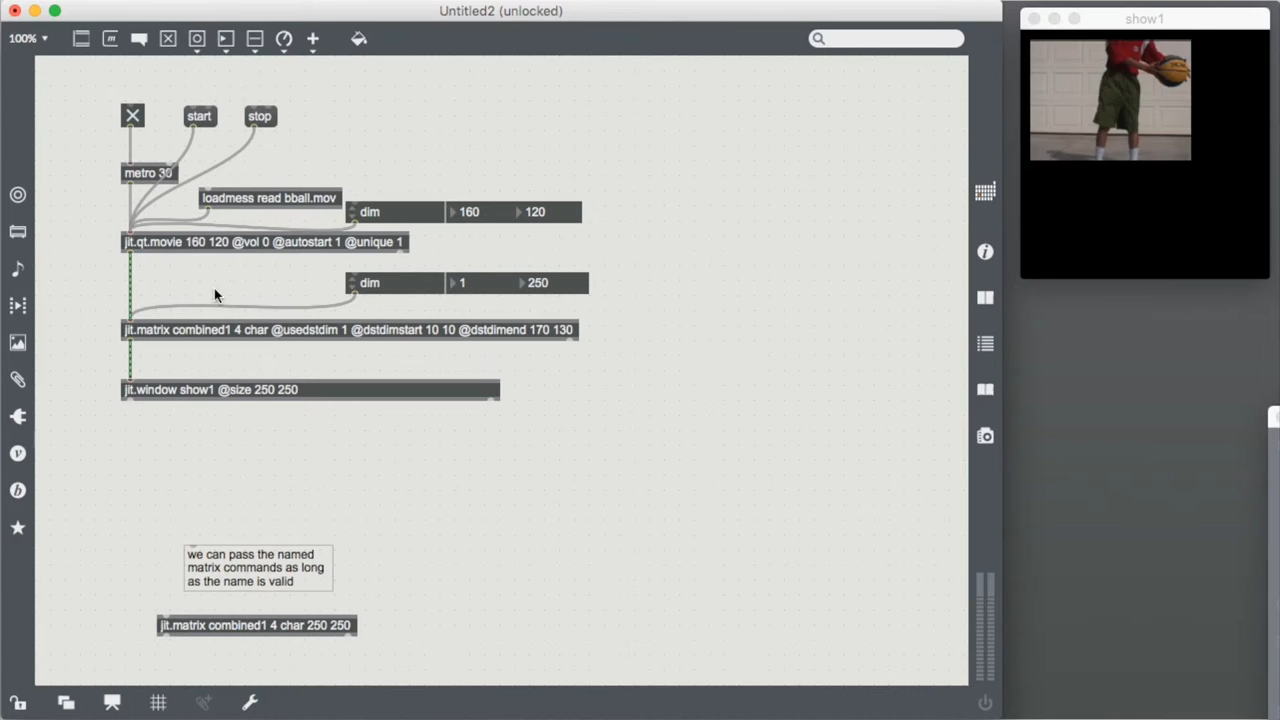 Untitled2 (unlocked)
show1
100%
start
stop
metro 30
loadmess read bball.mov
dim 160 120
jit.qt.movie 160 120 @vol 0 @autostart 1 @unique 1
dim 1 250
jit.matrix combined1 4 char @usedstdim 1 @dstdimstart 10 10 @dstdimend 170 130
jit.window show1 @size 250 250
we can pass the named
matrix commands as long
as the name is valid
jit.matrix combined1 4 char 250 250